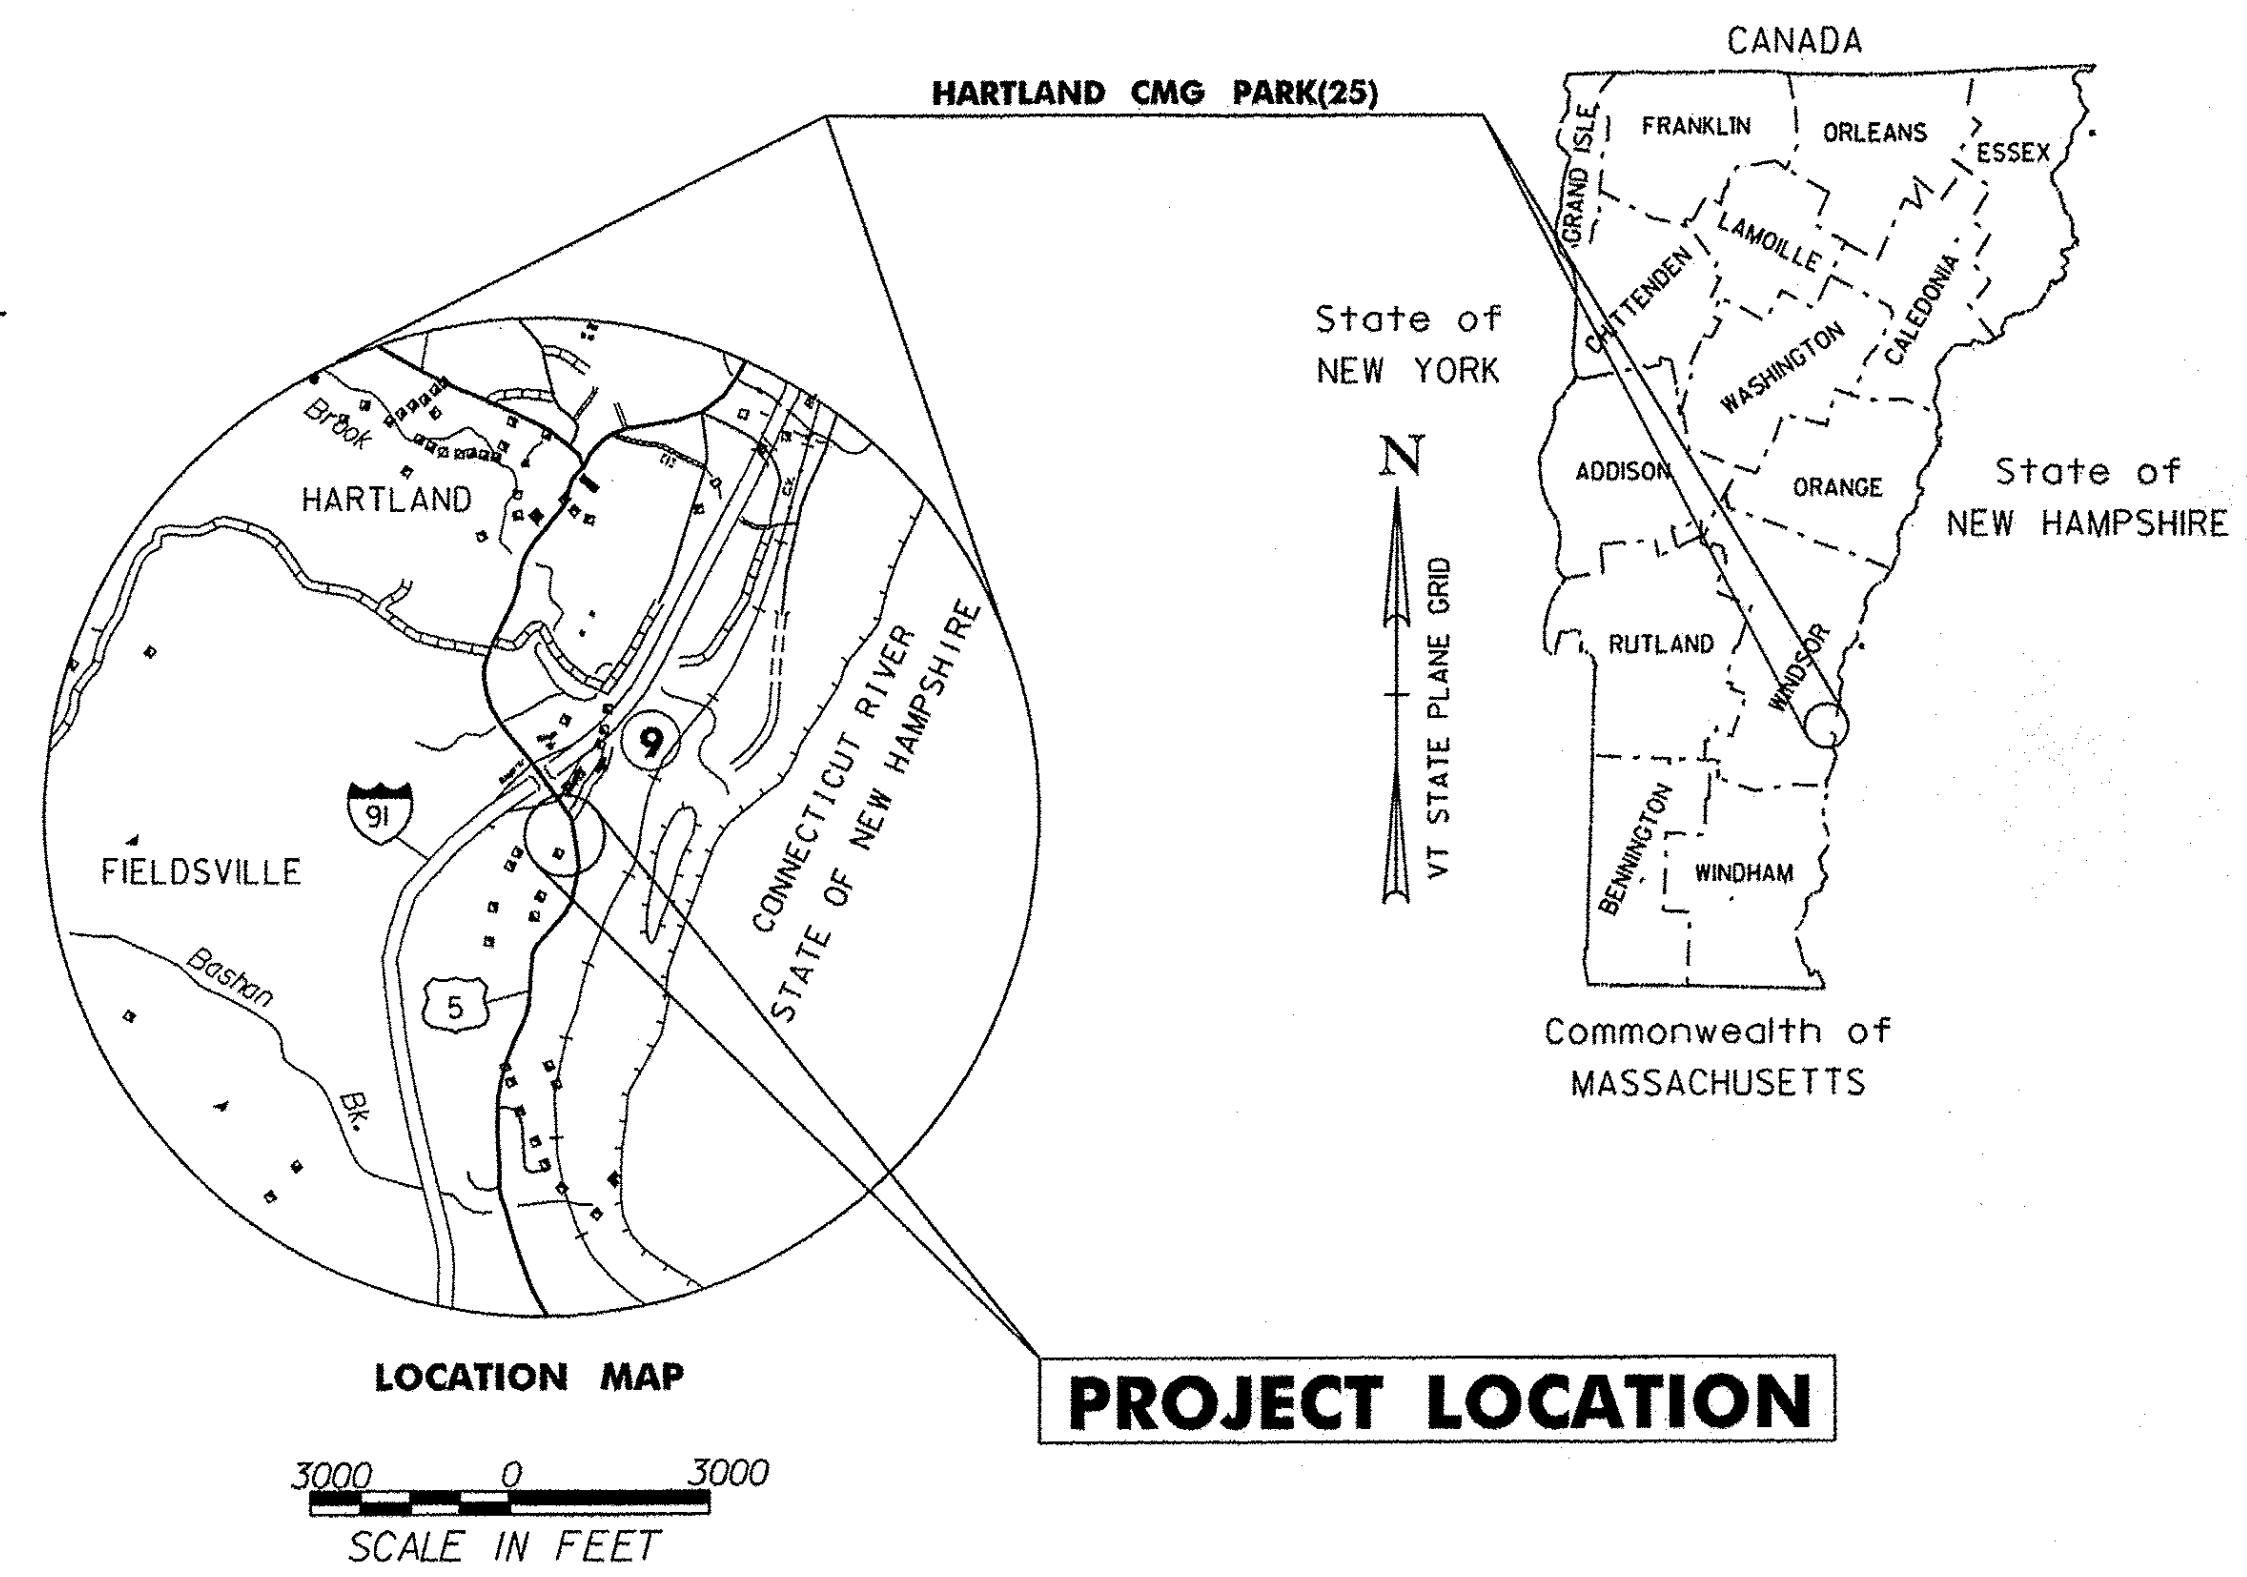 CANADA
HARTLAND CMG PARK(25)
GRAND ISLE
FRANKLIN
ORLEANS
ESSEX
LAMOILLE
CHITTENDEN
CALEDONIA
WASHINGTON
State of
NEW YORK
ADDISON
ORANGE
State of
NEW HAMPSHIRE
RUTLAND
WINDSOR
BENNINGTON
WINDHAM
Commonwealth of
MASSACHUSETTS
N
VT STATE PLANE GRID
Brook
HARTLAND
9
91
FIELDSVILLE
CONNECTICUT RIVER
STATE OF NEW HAMPSHIRE
Bashan
Bk.
5
LOCATION MAP
PROJECT LOCATION
3000 0 3000
SCALE IN FEET